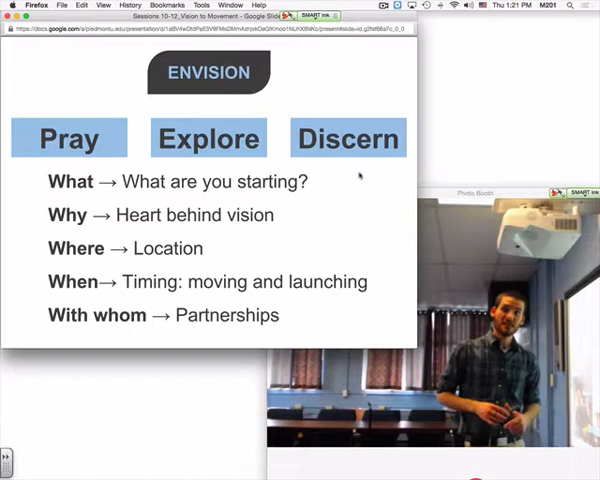 Firefox File Edit View History Bookmarks Tools Window Help Thu 1:21 PM M201
Sessions 10-12_Vision to Movement - Google Slid
SMART Ink
ENVISION
Pray Explore Discern
What → What are you starting?
Why → Heart behind vision
Where → Location
When→ Timing: moving and launching
With whom → Partnerships
Photo Booth
SMART Ink